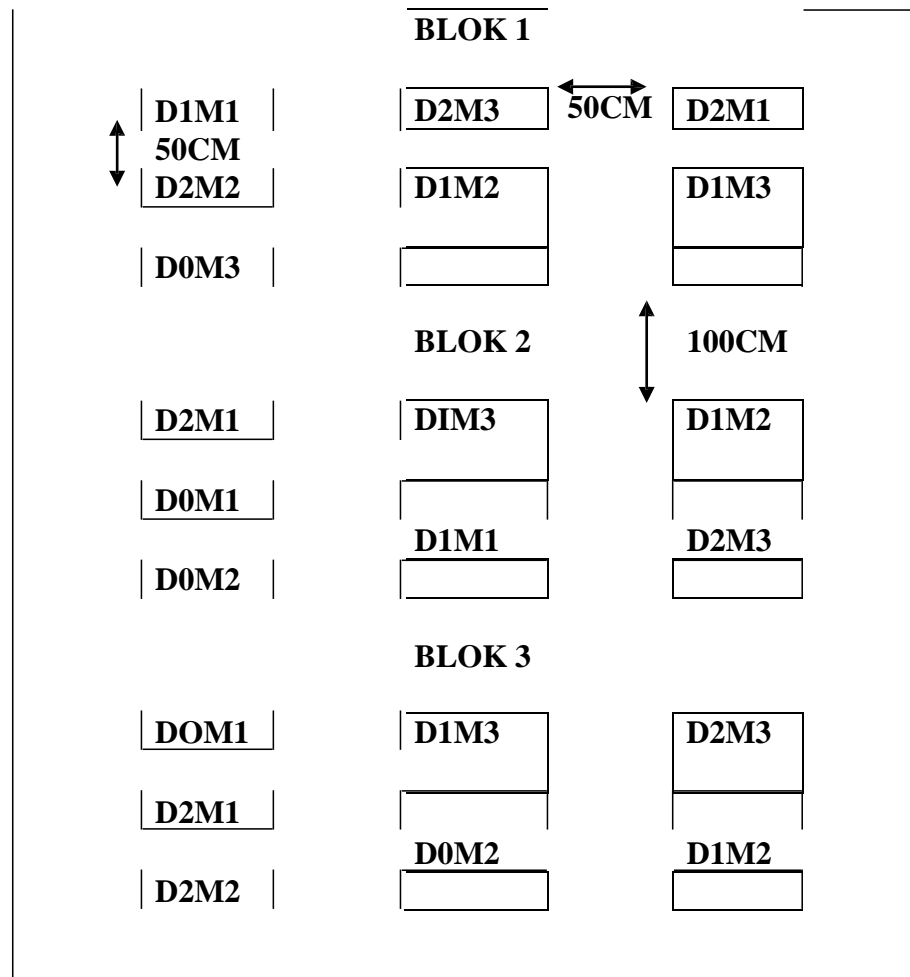 BLOK 1
D1M1 D2M3 50CM D2M1
50CM
D2M2 D1M2 D1M3
D0M3
BLOK 2 100CM
D2M1 DIM3 D1M2
D0M1
D1M1 D2M3
D0M2
BLOK 3
DOM1 D1M3 D2M3
D2M1
D0M2 D1M2
D2M2